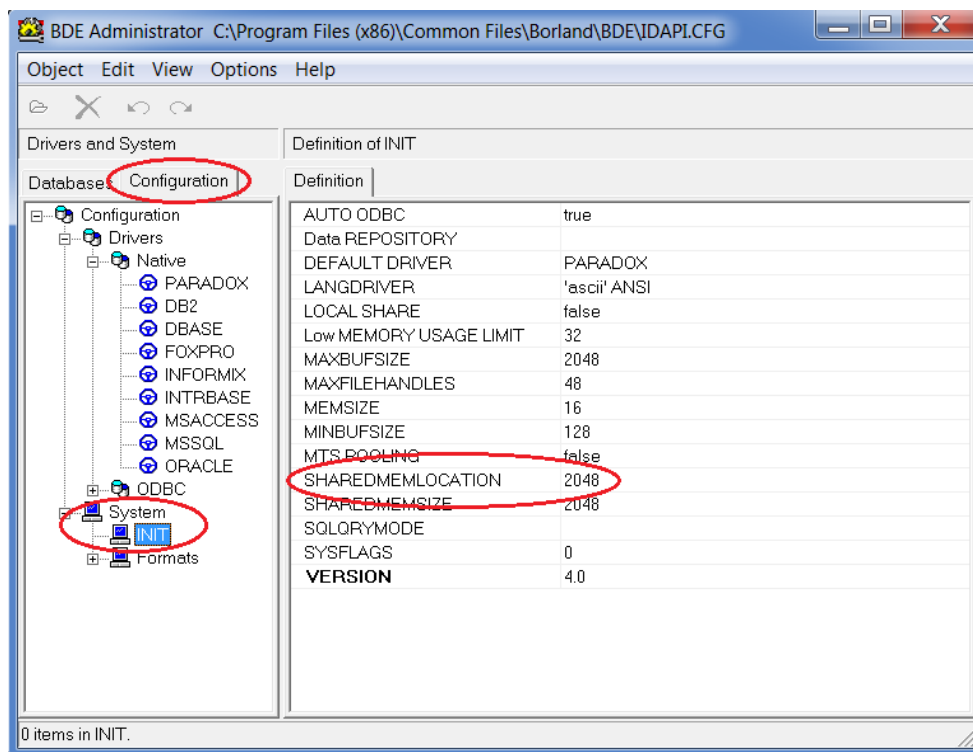 BDE Administrator C:\Program Files (x86)\Common Files\Borland\BDE\IDAPI.CFG
Object Edit View Options Help
Drivers and System
Definition of INIT
Databases Configuration
Definition
Configuration
Drivers
Native
PARADOX
DB2
DBASE
FOXPRO
INFORMIX
INTRBASE
MSACCESS
MSSQL
ORACLE
ODBC
System
INIT
Formats
AUTO ODBC true
Data REPOSITORY
DEFAULT DRIVER PARADOX
LANGDRIVER 'ascii' ANSI
LOCAL SHARE false
Low MEMORY USAGE LIMIT 32
MAXBUFSIZE 2048
MAXFILEHANDLES 48
MEMSIZE 16
MINBUFSIZE 128
MTS POOLING false
SHAREDMEMLOCATION 2048
SHAREDMEMSIZE 2048
SQLQRYMODE
SYSFLAGS 0
VERSION 4.0
0 items in INIT.